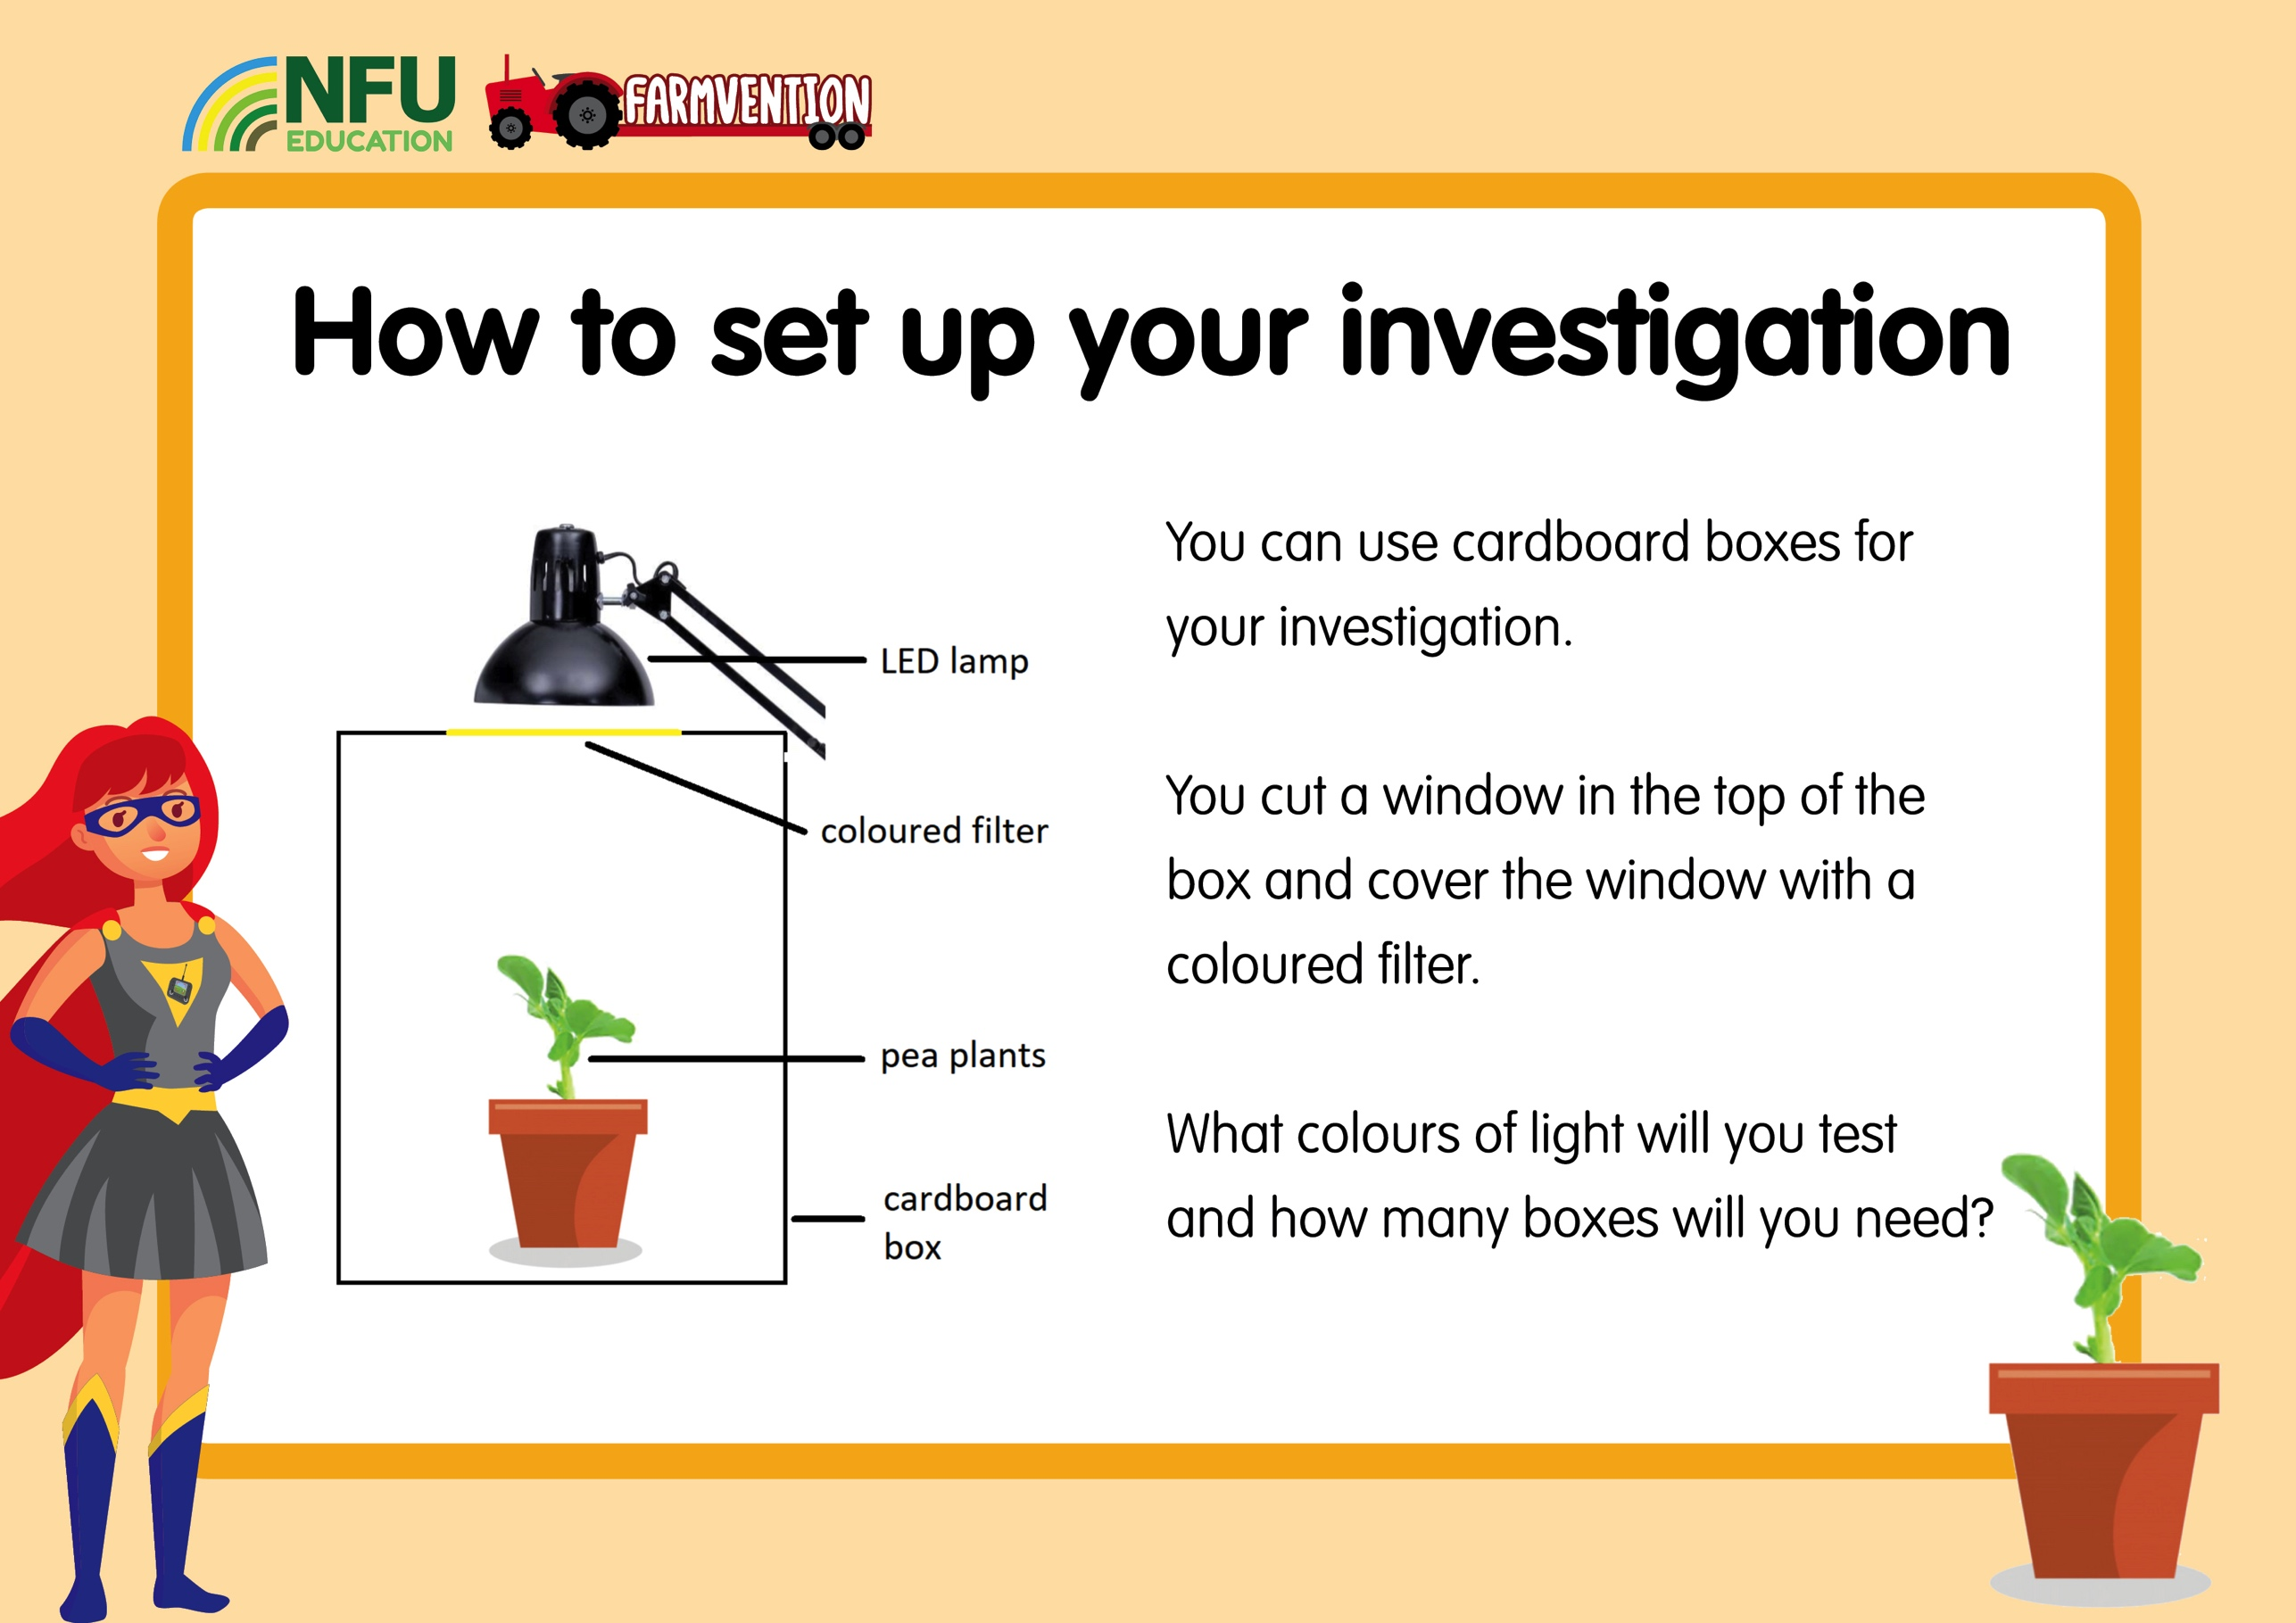 NFU
EDUCATION
FARMVENTION
How to set up your investigation
LED lamp
coloured filter
pea plants
cardboard
box
You can use cardboard boxes for
your investigation.
You cut a window in the top of the
box and cover the window with a
coloured filter.
What colours of light will you test
and how many boxes will you need?